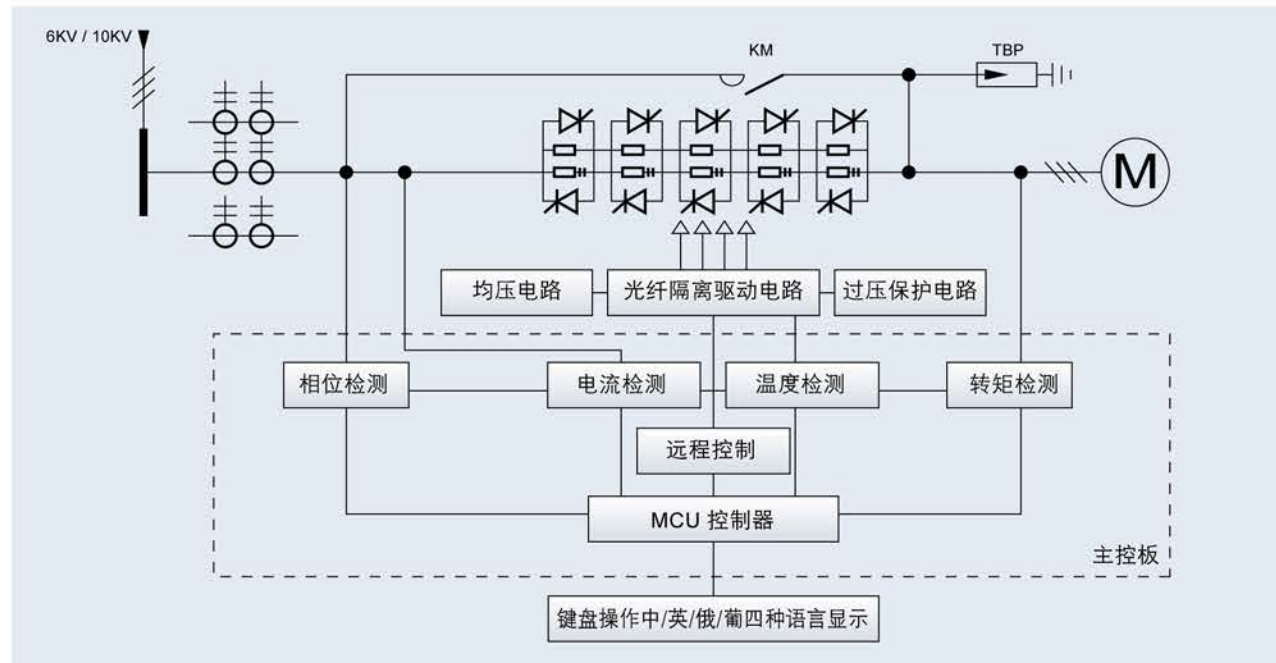 6KV / 10KV
KM
TBP
M
均压电路
光纤隔离驱动电路
过压保护电路
相位检测
电流检测
温度检测
转矩检测
远程控制
MCU 控制器
主控板
键盘操作中/英/俄/葡四种语言显示